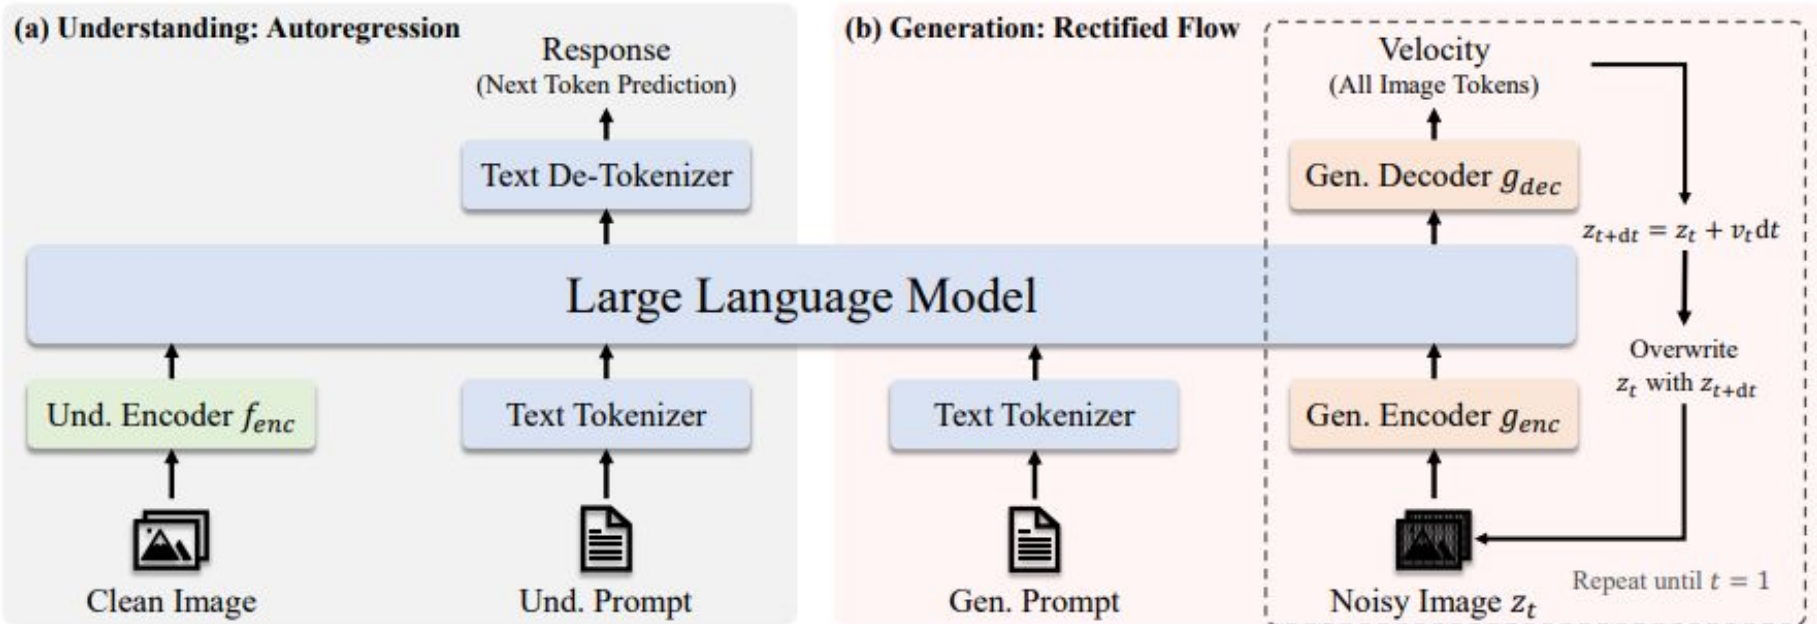 (a) Understanding: Autoregression
Response
(Next Token Prediction)
Text De-Tokenizer
Large Language Model
Und. Encoder f_enc
Text Tokenizer
Clean Image
Und. Prompt
(b) Generation: Rectified Flow
Velocity
(All Image Tokens)
Gen. Decoder g_dec
z_{t+dt} = z_t + v_t dt
Overwrite
z_t with z_{t+dt}
Text Tokenizer
Gen. Encoder g_enc
Gen. Prompt
Noisy Image z_t
Repeat until t = 1